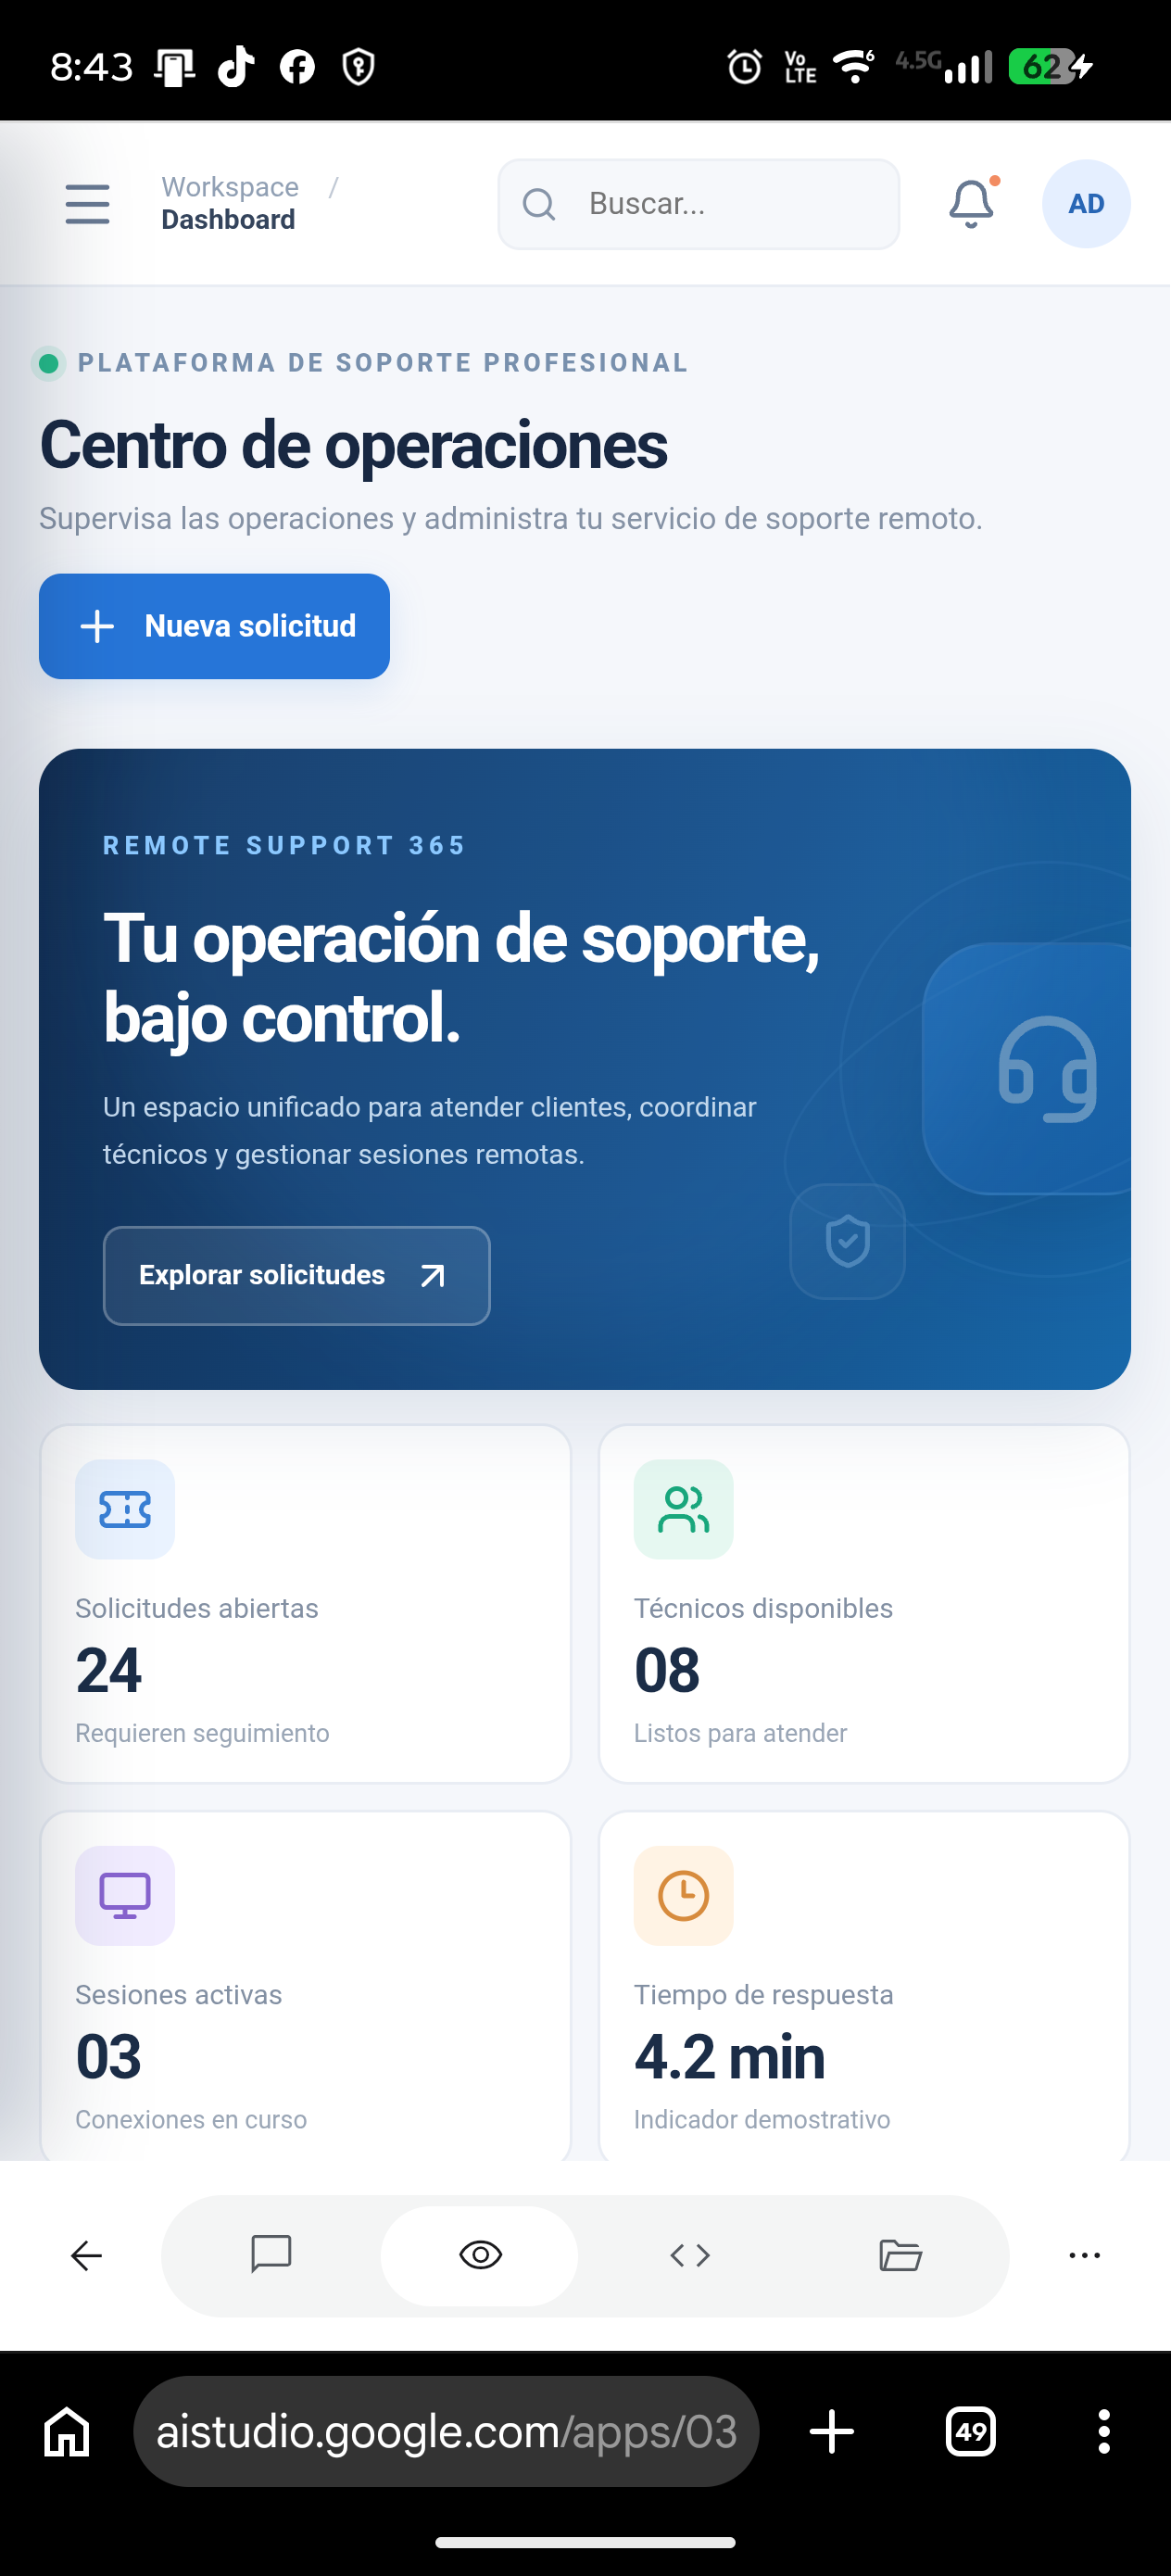 8:43
Vo LTE
6
4.5G
62
Workspace /
Dashboard
Buscar...
AD
PLATAFORMA DE SOPORTE PROFESIONAL
Centro de operaciones
Supervisa las operaciones y administra tu servicio de soporte remoto.
Nueva solicitud
REMOTE SUPPORT 365
Tu operación de soporte,
bajo control.
Un espacio unificado para atender clientes, coordinar
técnicos y gestionar sesiones remotas.
Explorar solicitudes
Solicitudes abiertas
24
Requieren seguimiento
Técnicos disponibles
08
Listos para atender
Sesiones activas
03
Conexiones en curso
Tiempo de respuesta
4.2 min
Indicador demostrativo
aistudio.google.com/apps/03
49